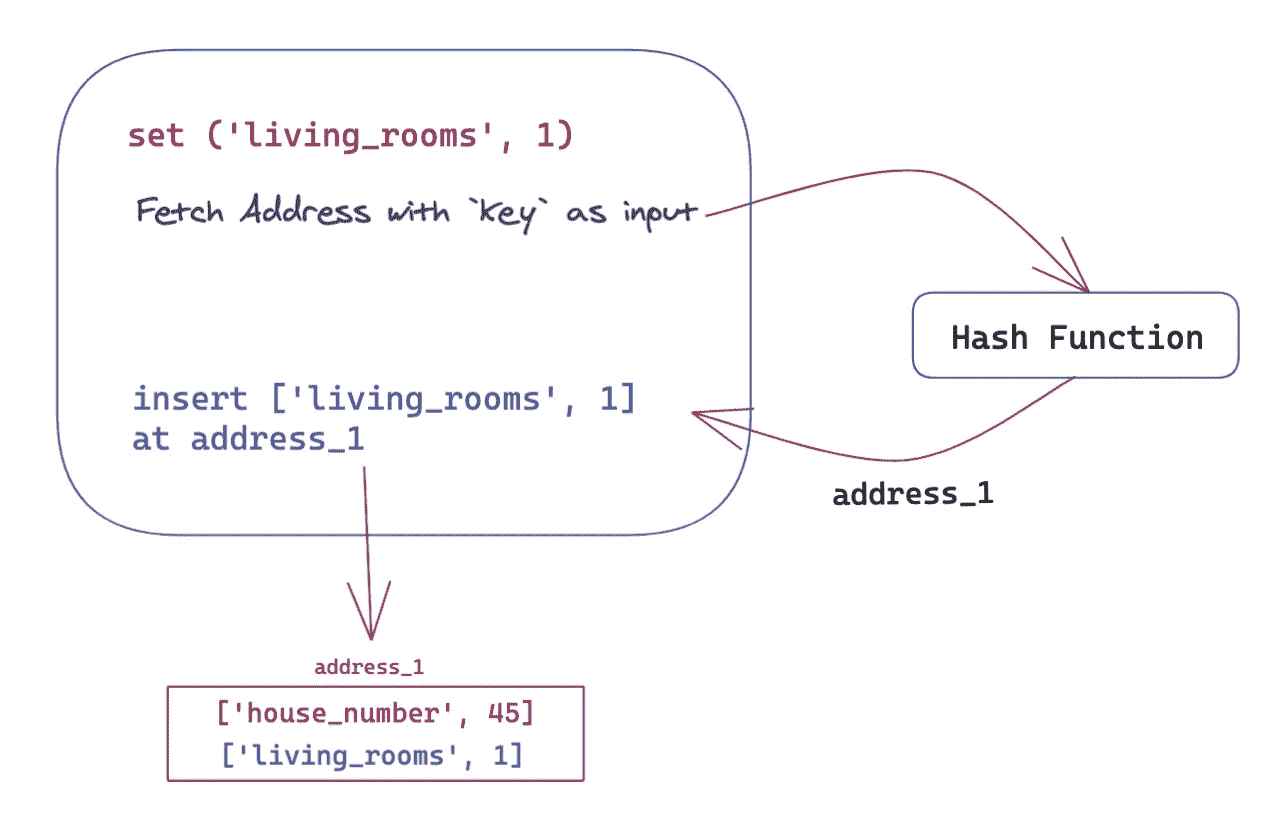 set ('living_rooms', 1)
Fetch Address with `key` as input
Hash Function
insert ['living_rooms', 1]
at address_1
address_1
address_1
['house_number', 45]
['living_rooms', 1]